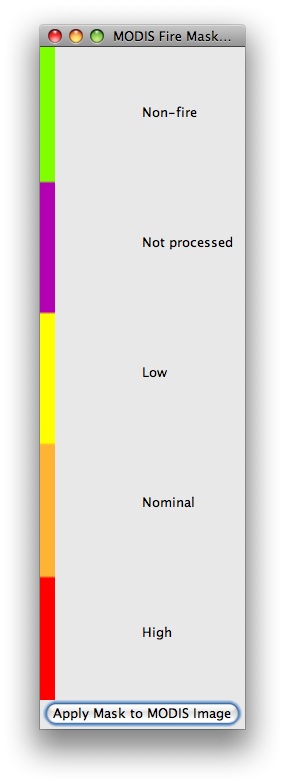 MODIS Fire Mask...
Non-fire
Not processed
Low
Nominal
High
Apply Mask to MODIS Image